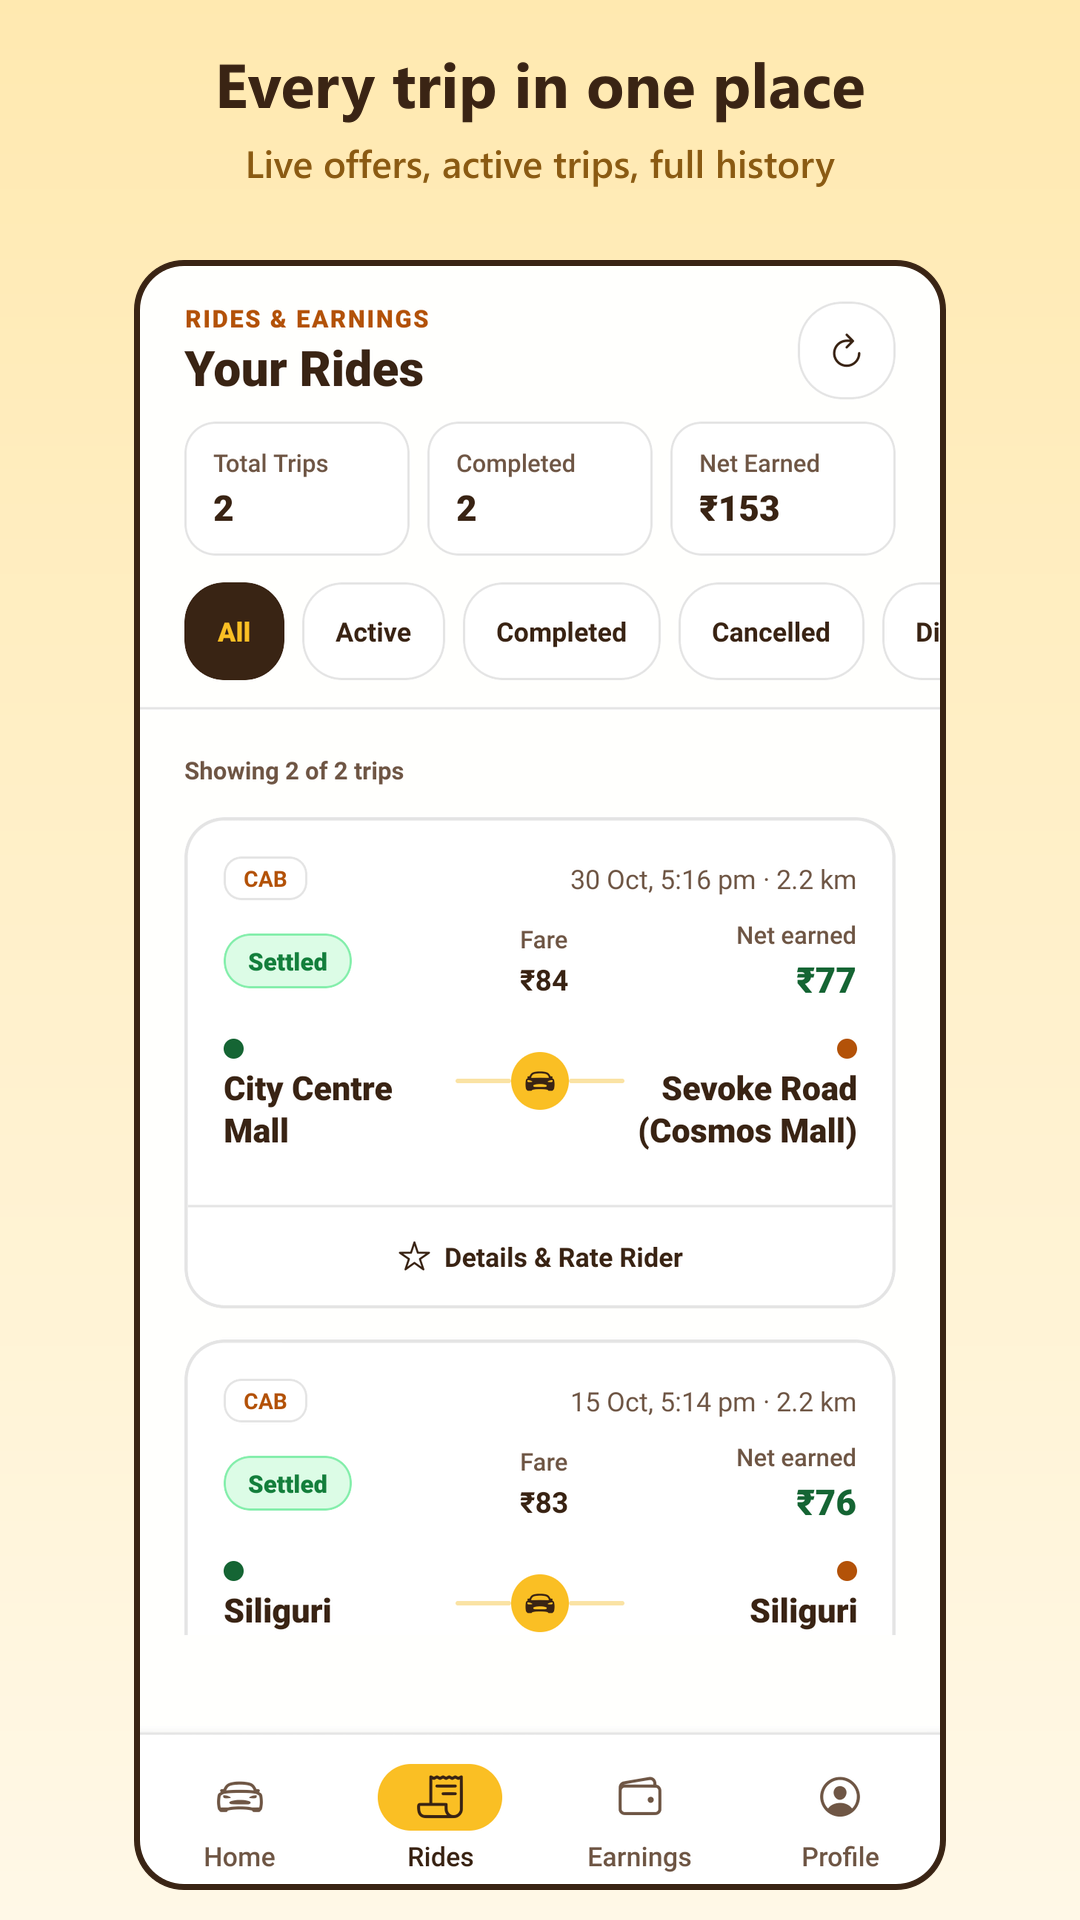 Every trip in one place
Live offers, active trips, full history
RIDES & EARNINGS
Your Rides
Total Trips
2
Completed
2
Net Earned
₹153
All
Active
Completed
Cancelled
Di
Showing 2 of 2 trips
CAB
30 Oct, 5:16 pm · 2.2 km
Settled
Fare
₹84
Net earned
₹77
City Centre
Mall
Sevoke Road
(Cosmos Mall)
Details & Rate Rider
CAB
15 Oct, 5:14 pm · 2.2 km
Settled
Fare
₹83
Net earned
₹76
Siliguri
Siliguri
Home
Rides
Earnings
Profile